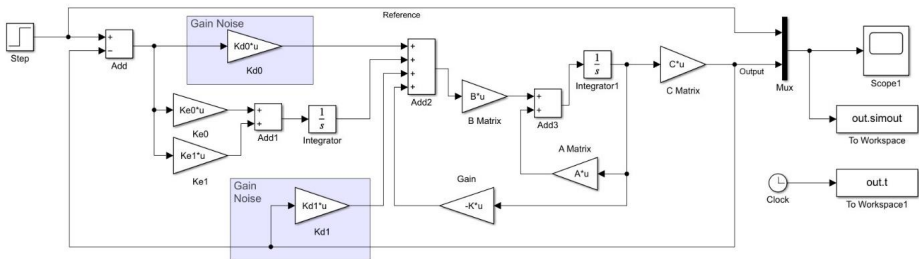 Reference
Gain Noise
Step
+
−
Add
Kd0*u
Kd0
+
+
+
+
Add2
Ke0*u
Ke0
Ke1*u
Ke1
+
+
Add1
1
s
Integrator
B*u
B Matrix
+
+
Add3
1
s
Integrator1
C*u
C Matrix
Output
Mux
Scope1
out.simout
To Workspace
A Matrix
A*u
Gain
-K*u
Gain
Noise
Kd1*u
Kd1
Clock
out.t
To Workspace1